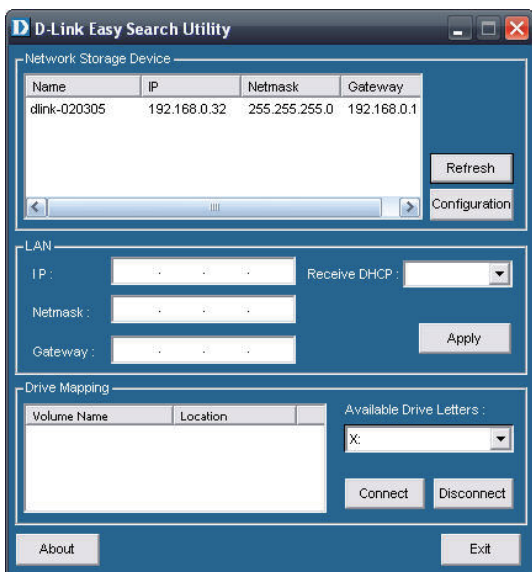 D-Link Easy Search Utility
Network Storage Device
Name IP Netmask Gateway
dlink-020305 192.168.0.32 255.255.255.0 192.168.0.1
Refresh
Configuration
LAN
IP :
Receive DHCP :
Netmask :
Gateway :
Apply
Drive Mapping
Volume Name Location
Available Drive Letters :
X:
Connect Disconnect
About Exit